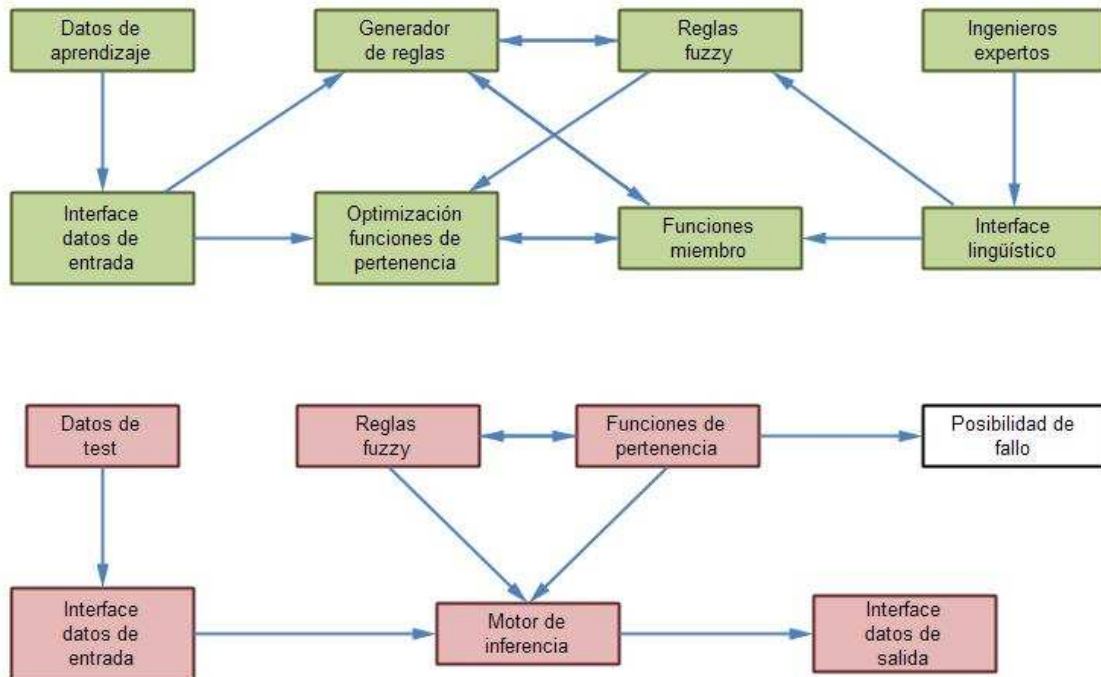 Datos de
aprendizaje
Generador
de reglas
Reglas
fuzzy
Ingenieros
expertos
Interface
datos de
entrada
Optimización
funciones de
pertenencia
Funciones
miembro
Interface
lingüístico
Datos de
test
Reglas
fuzzy
Funciones de
pertenencia
Posibilidad de
fallo
Interface
datos de
entrada
Motor de
inferencia
Interface
datos de
salida